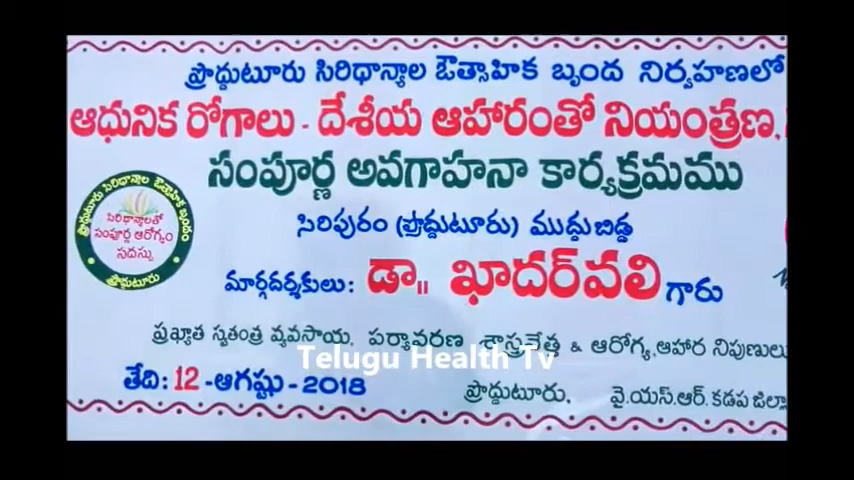 ప్రొద్దుటూరు సిరిధాన్యాల ఔత్సాహిక బృంద నిర్వహణలో
ఆధునిక రోగాలు - దేశీయ ఆహారంతో నియంత్రణ,
సంపూర్ణ అవగాహనా కార్యక్రమము
సిరిపురం (ప్రొద్దుటూరు) ముద్దుబిడ్డ
ప్రొద్దుటూరు సిరిధాన్యాల ఔత్సాహిక బృందం
సిరిధాన్యాలతో
సంపూర్ణ ఆరోగ్యం
సదస్సు
ప్రొద్దుటూరు
మార్గదర్శకులు: డా॥ ఖాదర్‌వలి గారు
ప్రఖ్యాత స్వతంత్ర వ్యవసాయ, పర్యావరణ శాస్త్రవేత్త & ఆరోగ్య, ఆహార నిపుణులు
Telugu Health Tv
తేది: 12 -ఆగష్టు - 2018
ప్రొద్దుటూరు. వై.యస్.ఆర్. కడప జిల్లా